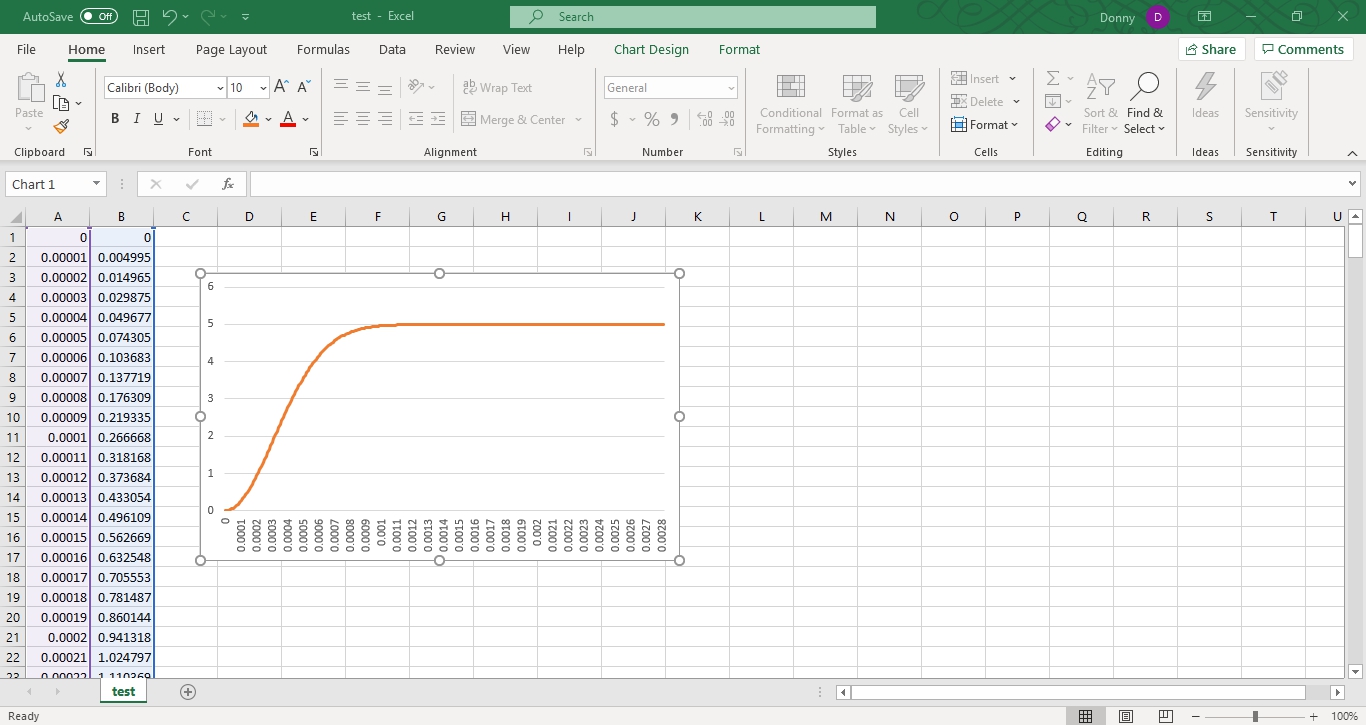 AutoSave Off test - Excel Search Donny D
File Home Insert Page Layout Formulas Data Review View Help Chart Design Format Share Comments
Calibri (Body) 10 A A ab Wrap Text General Insert Σ A Z
Paste B I U A Merge & Center $ % 9 .00 .00 Conditional Formatting Format as Table Cell Styles Delete Format Sort & Filter Find & Select Ideas Sensitivity
Clipboard Font Alignment Number Styles Cells Editing Ideas Sensitivity
Chart 1 fx
A B C D E F G H I J K L M N O P Q R S T U
1 0 0
2 0.00001 0.004995
3 0.00002 0.014965
4 0.00003 0.029875
5 0.00004 0.049677
6 0.00005 0.074305
7 0.00006 0.103683
8 0.00007 0.137719
9 0.00008 0.176309
10 0.00009 0.219335
11 0.0001 0.266668
12 0.00011 0.318168
13 0.00012 0.373684
14 0.00013 0.433054
15 0.00014 0.496109
16 0.00015 0.562669
17 0.00016 0.632548
18 0.00017 0.705553
19 0.00018 0.781487
20 0.00019 0.860144
21 0.0002 0.941318
22 0.00021 1.024797
23 0.00022 1.110369
6
5
4
3
2
1
0
0 0.0001 0.0002 0.0003 0.0004 0.0005 0.0006 0.0007 0.0008 0.0009 0.001 0.0011 0.0012 0.0013 0.0014 0.0015 0.0016 0.0017 0.0018 0.0019 0.002 0.0021 0.0022 0.0023 0.0024 0.0025 0.0026 0.0027 0.0028
test
Ready 100%